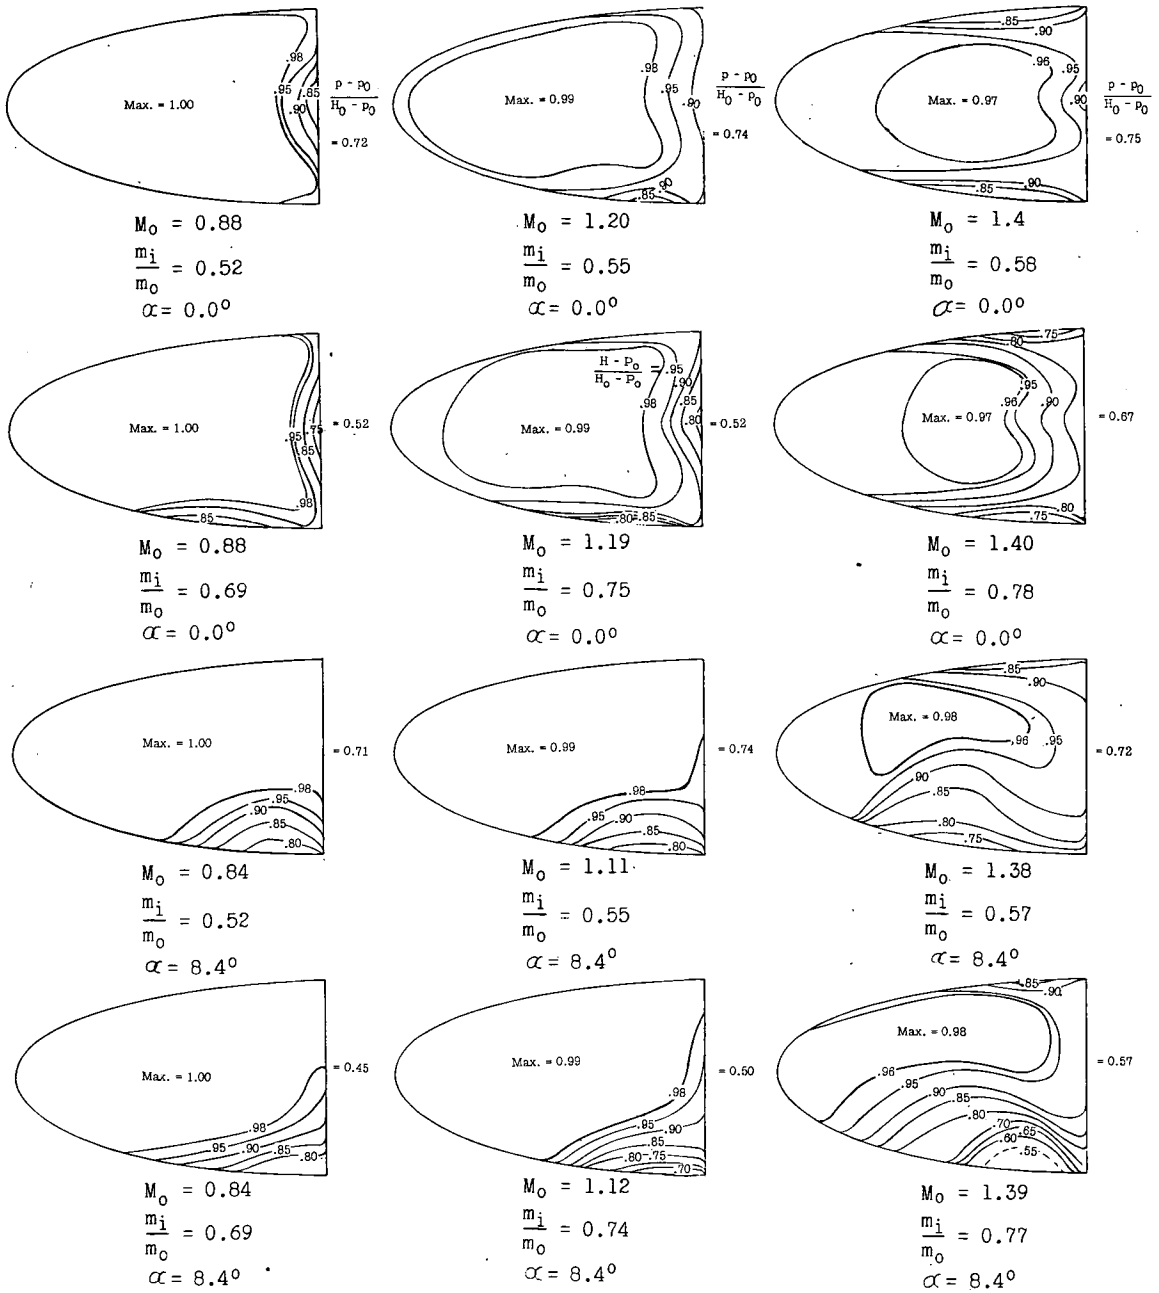 .98
.95
.85
.90
Max. = 1.00
p - p0
H0 - p0
= 0.72
M0 = 0.88
mi
m0 = 0.52
α = 0.0°
.98
.95
.90
Max. = 0.99
.90
.85
p - p0
H0 - p0
= 0.74
M0 = 1.20
mi
m0 = 0.55
α = 0.0°
.85
.90
.96
.95
.90
Max. = 0.97
.90
.85
p - p0
H0 - p0
= 0.75
M0 = 1.4
mi
m0 = 0.58
α = 0.0°
Max. = 1.00
.95
.75
.85
.98
.85
= 0.52
M0 = 0.88
mi
m0 = 0.69
α = 0.0°
H - P0
H0 - P0 = .95
.90
.98
.85
.80
Max. = 0.99
.80
.85
= 0.52
M0 = 1.19
mi
m0 = 0.75
α = 0.0°
.75
.80
.95
.96
.90
Max. = 0.97
.80
.75
= 0.67
M0 = 1.40
mi
m0 = 0.78
α = 0.0°
Max. = 1.00
.98
.95
.90
.85
.80
= 0.71
M0 = 0.84
mi
m0 = 0.52
α = 8.4°
Max. = 0.99
.98
.95
.90
.85
.80
= 0.74
M0 = 1.11
mi
m0 = 0.55
α = 8.4°
.85
.90
Max. = 0.98
.96
.95
.90
.85
.80
.75
= 0.72
M0 = 1.38
mi
m0 = 0.57
α = 8.4°
Max. = 1.00
.98
.95
.90
.85
.80
= 0.45
M0 = 0.84
mi
m0 = 0.69
α = 8.4°
Max. = 0.99
.98
.95
.90
.85
.80
.75
.70
= 0.50
M0 = 1.12
mi
m0 = 0.74
α = 8.4°
.85
.90
Max. = 0.98
.96
.95
.90
.85
.80
.70
.65
.60
.55
= 0.57
M0 = 1.39
mi
m0 = 0.77
α = 8.4°